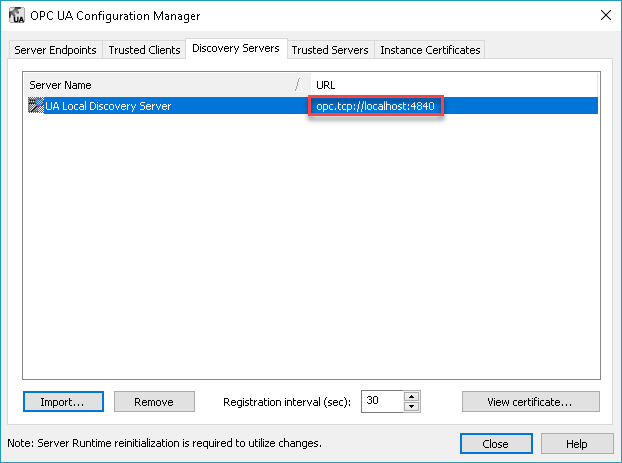 UA OPC UA Configuration Manager
Server Endpoints Trusted Clients Discovery Servers Trusted Servers Instance Certificates
Server Name / URL
UA Local Discovery Server opc.tcp://localhost:4840
Import... Remove Registration interval (sec): 30 View certificate...
Note: Server Runtime reinitialization is required to utilize changes. Close Help